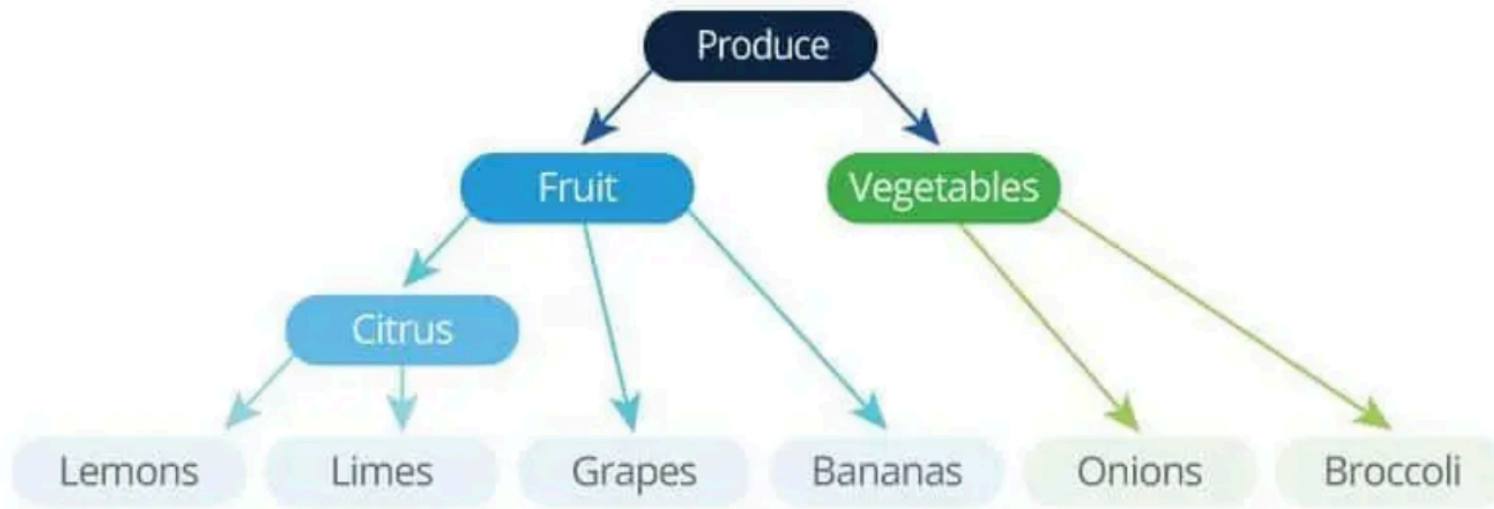 Produce
Fruit
Vegetables
Citrus
Lemons
Limes
Grapes
Bananas
Onions
Broccoli